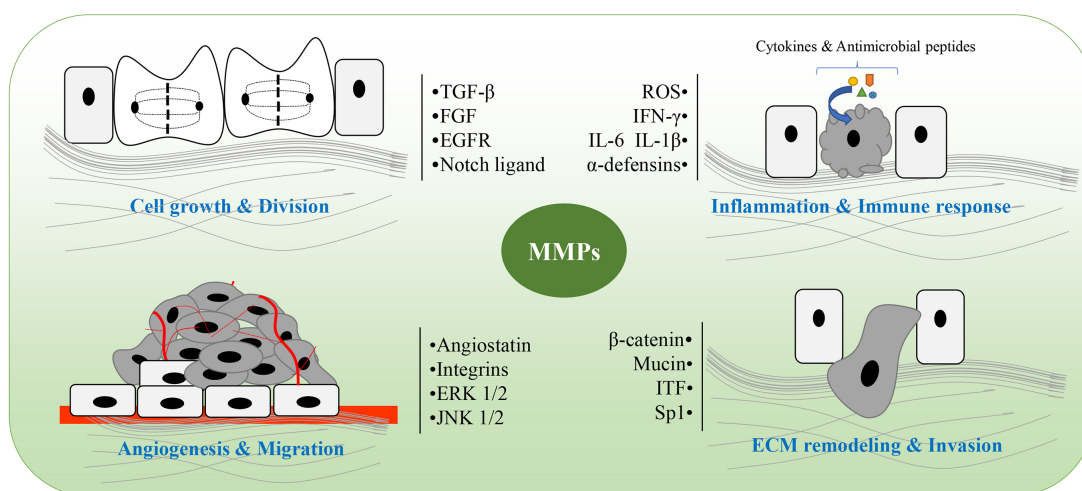 Cytokines & Antimicrobial peptides
•TGF-β
•FGF
•EGFR
•Notch ligand
ROS•
IFN-γ•
IL-6 IL-1β•
α-defensins•
Cell growth & Division
Inflammation & Immune response
MMPs
•Angiostatin
•Integrins
•ERK 1/2
•JNK 1/2
β-catenin•
Mucin•
ITF•
Sp1•
Angiogenesis & Migration
ECM remodeling & Invasion